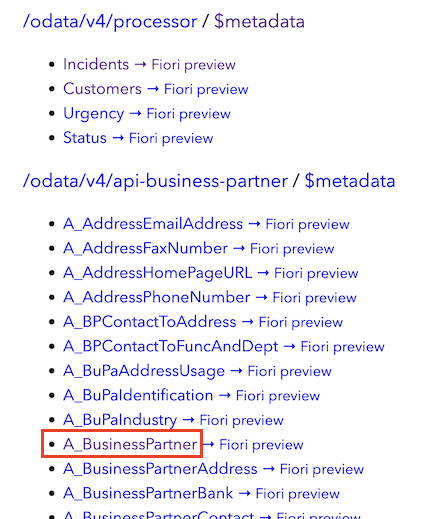 /odata/v4/processor / $metadata
Incidents → Fiori preview
Customers → Fiori preview
Urgency → Fiori preview
Status → Fiori preview
/odata/v4/api-business-partner / $metadata
A_AddressEmailAddress → Fiori preview
A_AddressFaxNumber → Fiori preview
A_AddressHomePageURL → Fiori preview
A_AddressPhoneNumber → Fiori preview
A_BPContactToAddress → Fiori preview
A_BPContactToFuncAndDept → Fiori preview
A_BuPaAddressUsage → Fiori preview
A_BuPaIdentification → Fiori preview
A_BuPaIndustry → Fiori preview
A_BusinessPartner → Fiori preview
A_BusinessPartnerAddress → Fiori preview
A_BusinessPartnerBank → Fiori preview
A_BusinessPartnerContact → Fiori preview